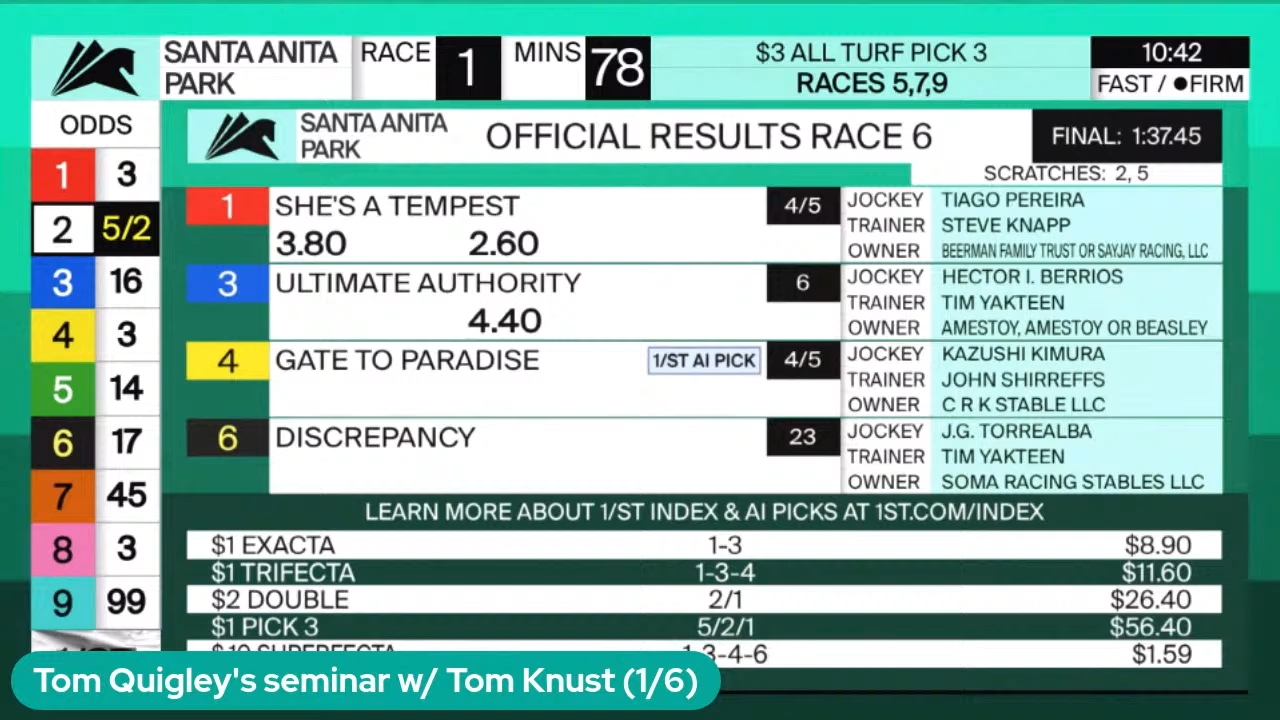 SANTA ANITA PARK
RACE 1 MINS 78
$3 ALL TURF PICK 3
RACES 5,7,9
10:42
FAST / ●FIRM
ODDS
1 3
2 5/2
3 16
4 3
5 14
6 17
7 45
8 3
9 99
SANTA ANITA PARK
OFFICIAL RESULTS RACE 6
FINAL: 1:37.45
SCRATCHES: 2, 5
1 SHE'S A TEMPEST 4/5
3.80 2.60
JOCKEY TIAGO PEREIRA
TRAINER STEVE KNAPP
OWNER BEERMAN FAMILY TRUST OR SAYJAY RACING, LLC
3 ULTIMATE AUTHORITY 6
4.40
JOCKEY HECTOR I. BERRIOS
TRAINER TIM YAKTEEN
OWNER AMESTOY, AMESTOY OR BEASLEY
4 GATE TO PARADISE 1/ST AI PICK 4/5
JOCKEY KAZUSHI KIMURA
TRAINER JOHN SHIRREFFS
OWNER C R K STABLE LLC
6 DISCREPANCY 23
JOCKEY J.G. TORREALBA
TRAINER TIM YAKTEEN
OWNER SOMA RACING STABLES LLC
LEARN MORE ABOUT 1/ST INDEX & AI PICKS AT 1ST.COM/INDEX
$1 EXACTA 1-3 $8.90
$1 TRIFECTA 1-3-4 $11.60
$2 DOUBLE 2/1 $26.40
$1 PICK 3 5/2/1 $56.40
SUPERFECTA 1-3-4-6 $1.59
Tom Quigley's seminar w/ Tom Knust (1/6)